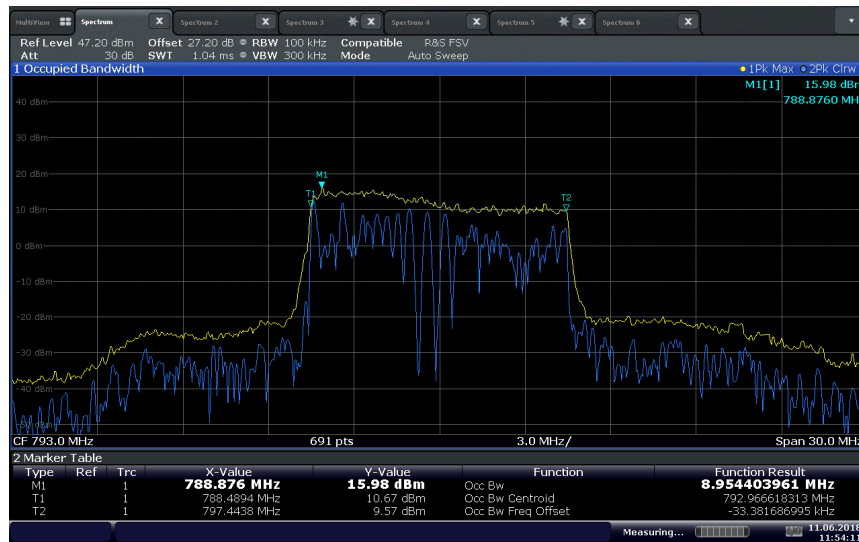 MultiView Spectrum X Spectrum 2 X Spectrum 3 X Spectrum 4 X Spectrum 5 X Spectrum 6 X
Ref Level 47.20 dBm Offset 27.20 dB RBW 100 kHz Compatible R&S FSV
Att 30 dB SWT 1.04 ms VBW 300 kHz Mode Auto Sweep
1 Occupied Bandwidth 1Pk Max 2Pk Clrw
M1[1] 15.98 dBm
788.8760 MH
40 dBm
30 dBm
20 dBm
M1
T1
T2
10 dBm
0 dBm
-10 dBm
-20 dBm
-30 dBm
-40 dBm
CF 793.0 MHz 691 pts 3.0 MHz/ Span 30.0 MHz
2 Marker Table
Type Ref Trc X-Value Y-Value Function Function Result
M1 1 788.876 MHz 15.98 dBm Occ Bw 8.954403961 MHz
T1 1 788.4894 MHz 10.67 dBm Occ Bw Centroid 792.966618313 MHz
T2 1 797.4438 MHz 9.57 dBm Occ Bw Freq Offset -33.381686995 kHz
Measuring... 11.06.2018
11:54:11